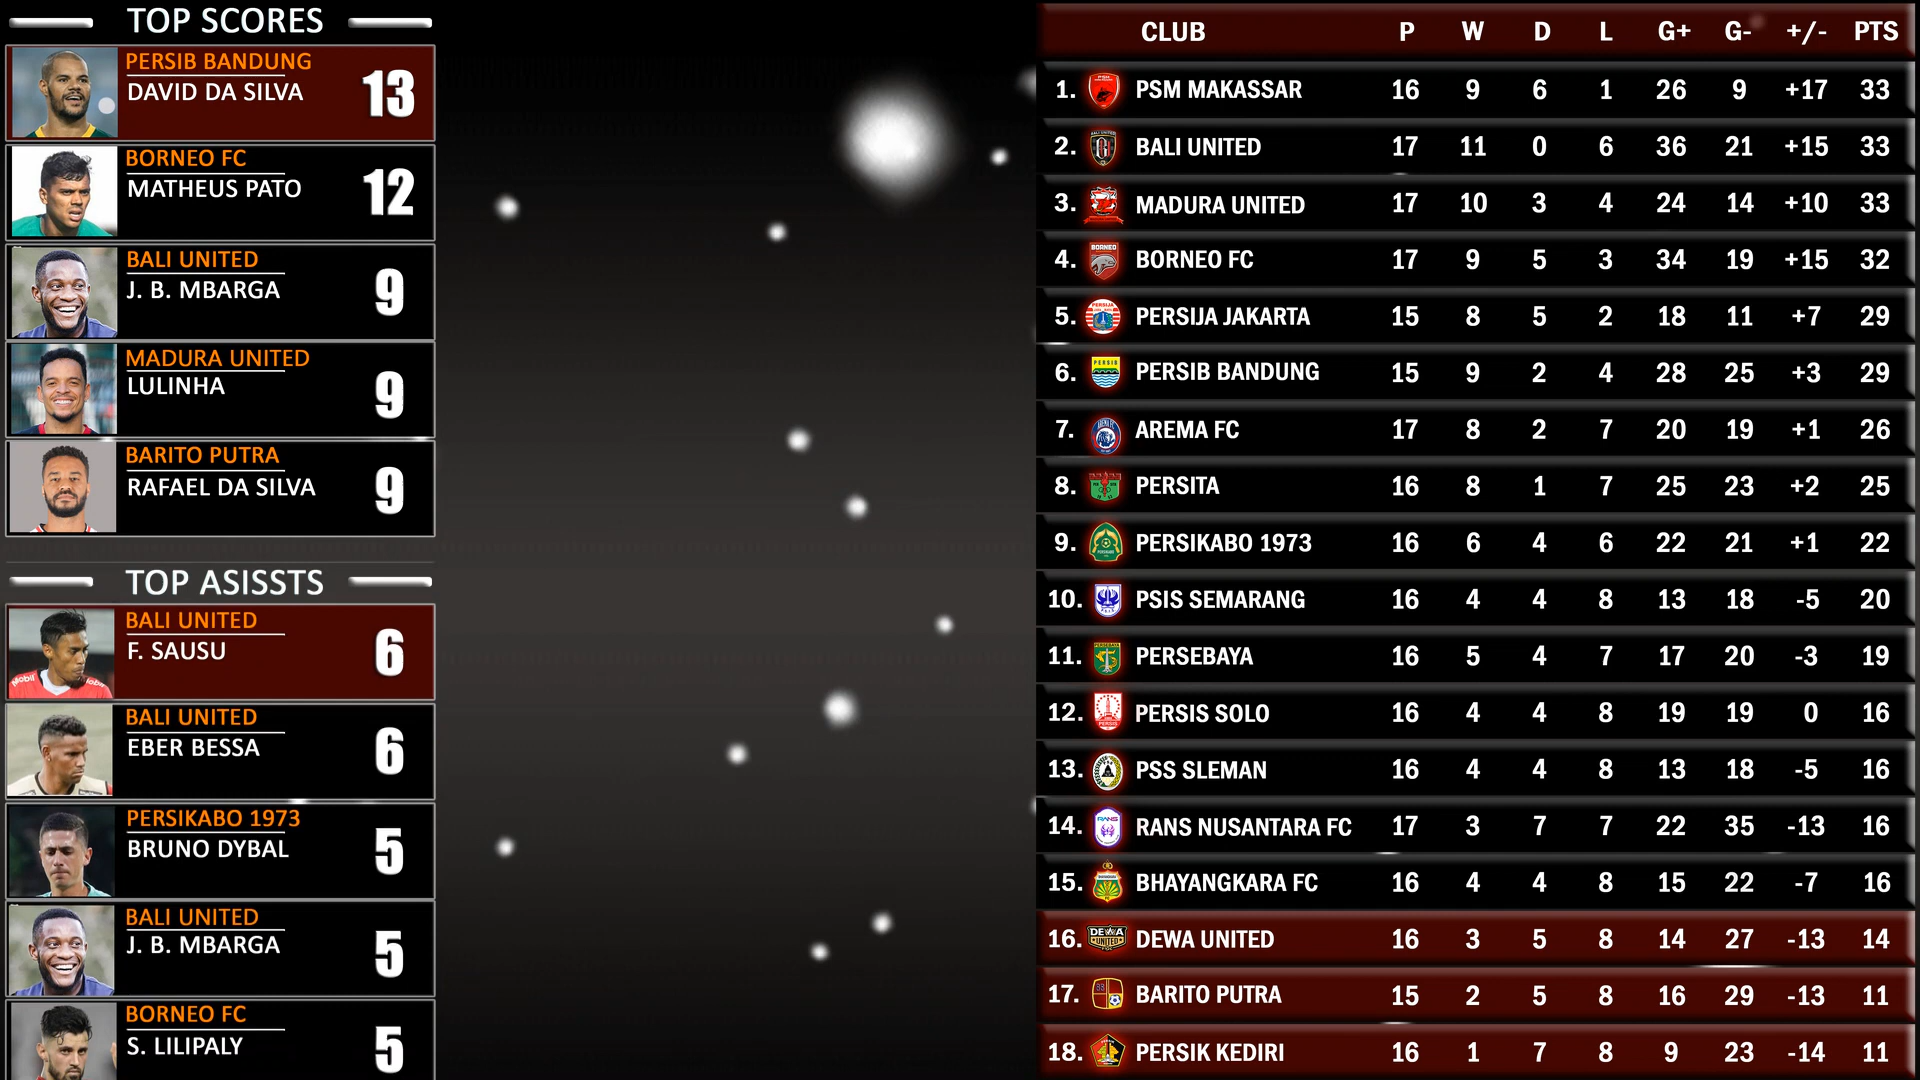 TOP SCORES
PERSIB BANDUNG
DAVID DA SILVA
13
BORNEO FC
MATHEUS PATO
12
BALI UNITED
J. B. MBARGA
9
MADURA UNITED
LULINHA
9
BARITO PUTRA
RAFAEL DA SILVA
9
TOP ASISSTS
BALI UNITED
F. SAUSU
6
BALI UNITED
EBER BESSA
6
PERSIKABO 1973
BRUNO DYBAL
5
BALI UNITED
J. B. MBARGA
5
BORNEO FC
S. LILIPALY
5
CLUB P W D L G+ G- +/- PTS
1. PSM MAKASSAR 16 9 6 1 26 9 +17 33
2. BALI UNITED 17 11 0 6 36 21 +15 33
3. MADURA UNITED 17 10 3 4 24 14 +10 33
4. BORNEO FC 17 9 5 3 34 19 +15 32
5. PERSIJA JAKARTA 15 8 5 2 18 11 +7 29
6. PERSIB BANDUNG 15 9 2 4 28 25 +3 29
7. AREMA FC 17 8 2 7 20 19 +1 26
8. PERSITA 16 8 1 7 25 23 +2 25
9. PERSIKABO 1973 16 6 4 6 22 21 +1 22
10. PSIS SEMARANG 16 4 4 8 13 18 -5 20
11. PERSEBAYA 16 5 4 7 17 20 -3 19
12. PERSIS SOLO 16 4 4 8 19 19 0 16
13. PSS SLEMAN 16 4 4 8 13 18 -5 16
14. RANS NUSANTARA FC 17 3 7 7 22 35 -13 16
15. BHAYANGKARA FC 16 4 4 8 15 22 -7 16
16. DEWA UNITED 16 3 5 8 14 27 -13 14
17. BARITO PUTRA 15 2 5 8 16 29 -13 11
18. PERSIK KEDIRI 16 1 7 8 9 23 -14 11